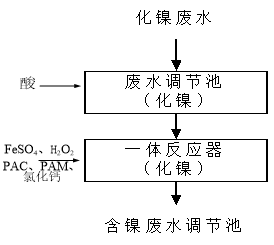 化镍废水
酸
废水调节池
（化镍）
FeSO4、H2O2
PAC、PAM、
氯化钙
一体反应器
（化镍）
含镍废水调节池